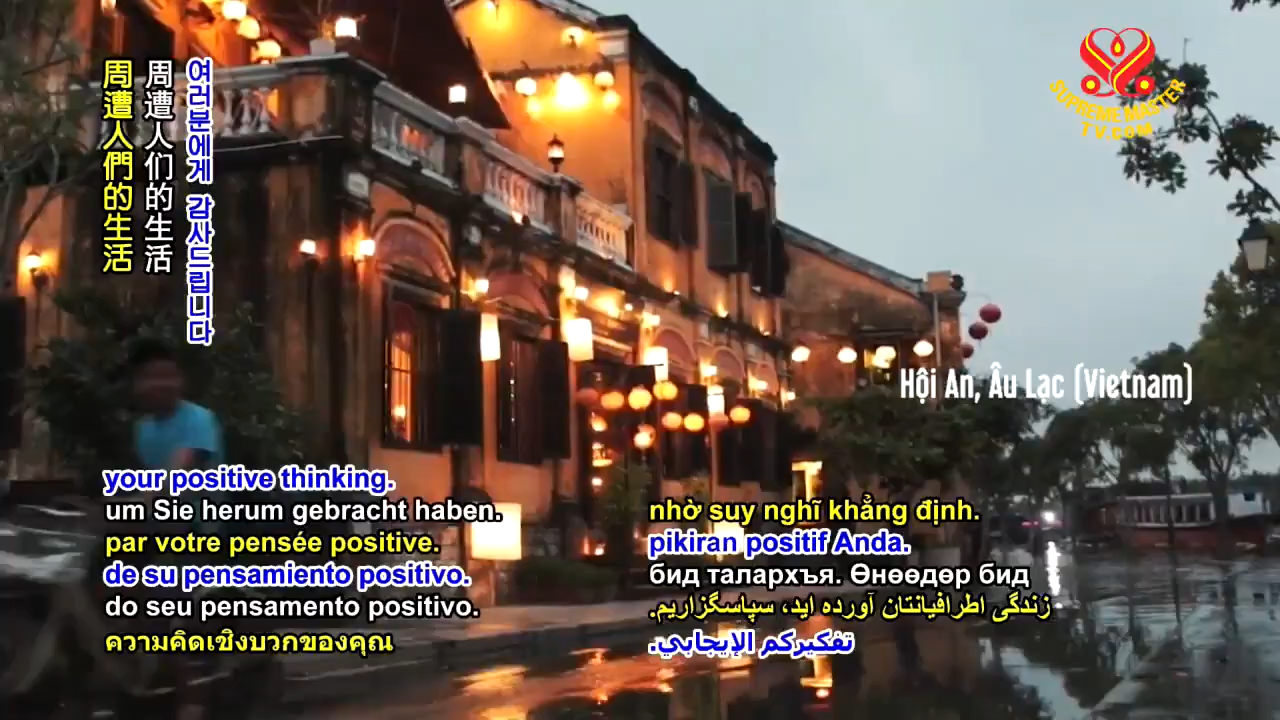 周遭人們的生活
周遭人们的生活
여러분에게 감사드립니다
SUPREME MASTER
TV.COM
Hội An, Âu Lạc (Vietnam)
your positive thinking.
um Sie herum gebracht haben.
par votre pensée positive.
de su pensamiento positivo.
do seu pensamento positivo.
ความคิดเชิงบวกของคุณ
nhờ suy nghĩ khẳng định.
pikiran positif Anda.
бид талархъя. Өнөөдөр бид
زندگی اطرافیانتان آورده اید، سپاسگزاریم.
تفكيركم الإيجابي.